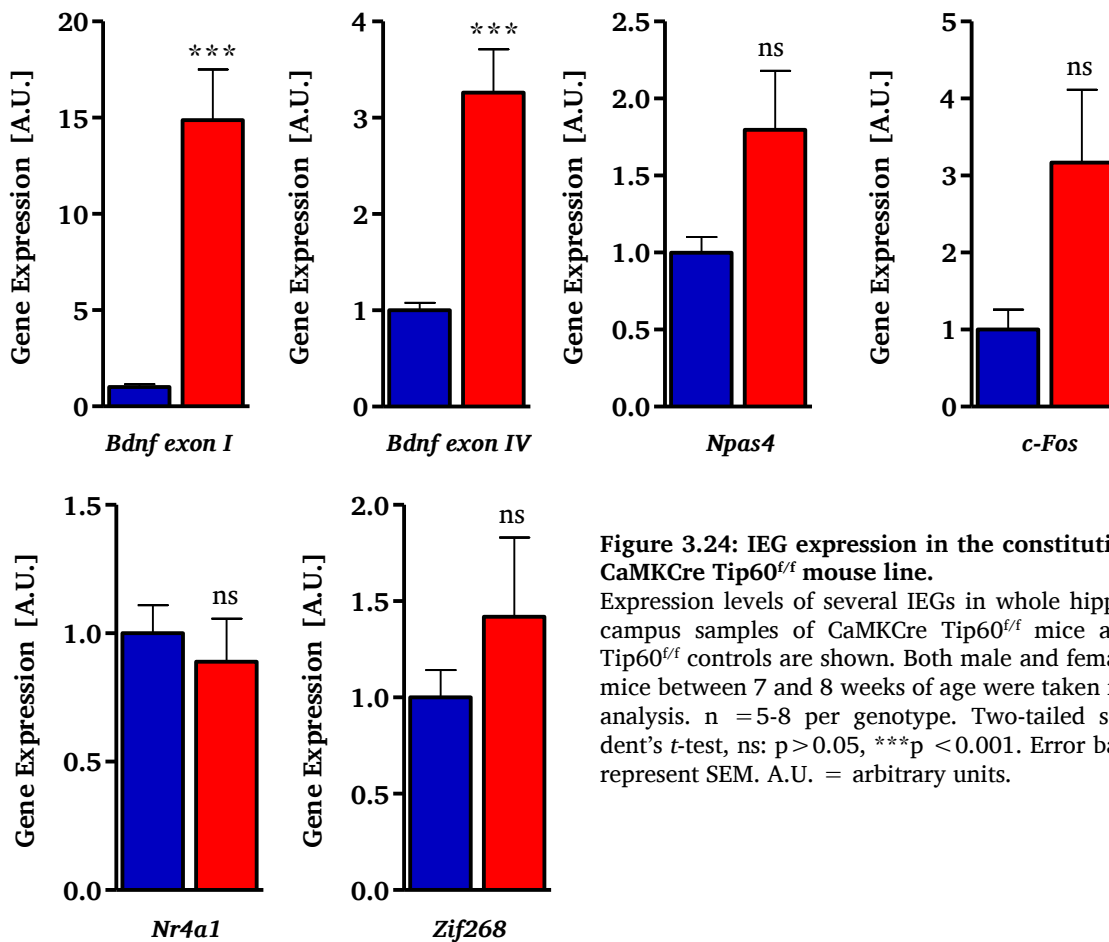 20
15
10
5
0
Gene Expression [A.U.]
***
Bdnf exon I
4
3
2
1
0
Gene Expression [A.U.]
***
Bdnf exon IV
2.5
2.0
1.5
1.0
0.5
0.0
Gene Expression [A.U.]
ns
Npas4
5
4
3
2
1
0
Gene Expression [A.U.]
ns
c-Fos
1.5
1.0
0.5
0.0
Gene Expression [A.U.]
ns
Nr4a1
2.0
1.5
1.0
0.5
0.0
Gene Expression [A.U.]
ns
Zif268
Figure 3.24: IEG expression in the
CaMKCre Tip60f/f mouse line.
Expression levels of several IEGs in whole
campus samples of CaMKCre Tip60f/f mice
Tip60f/f controls are shown. Both male and
mice between 7 and 8 weeks of age were taken
analysis. n =5-8 per genotype. Two-tailed
dent's t-test, ns: p>0.05, ***p <0.001. Error
represent SEM. A.U. = arbitrary units.